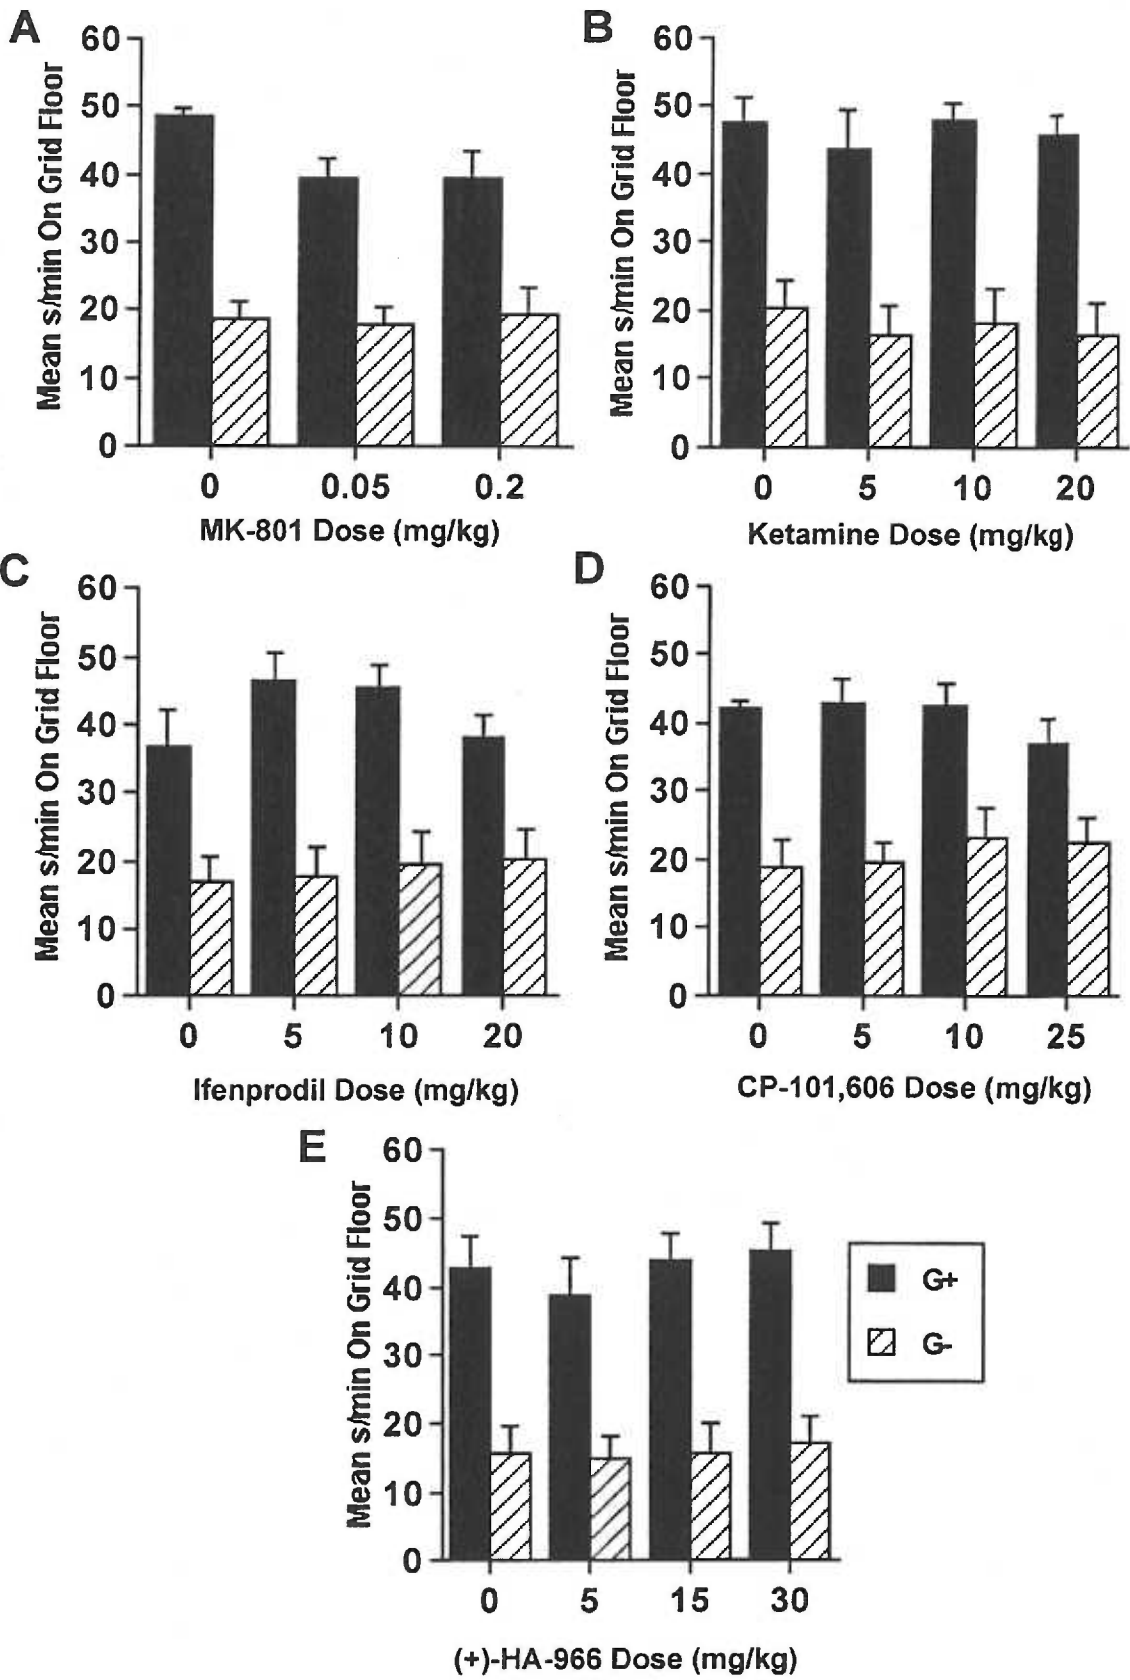 A
Mean s/min On Grid Floor
60
50
40
30
20
10
0
0 0.05 0.2
MK-801 Dose (mg/kg)
B
Mean s/min On Grid Floor
60
50
40
30
20
10
0
0 5 10 20
Ketamine Dose (mg/kg)
C
Mean s/min On Grid Floor
60
50
40
30
20
10
0
0 5 10 20
Ifenprodil Dose (mg/kg)
D
Mean s/min On Grid Floor
60
50
40
30
20
10
0
0 5 10 25
CP-101,606 Dose (mg/kg)
E
Mean s/min On Grid Floor
60
50
40
30
20
10
0
0 5 15 30
(+)-HA-966 Dose (mg/kg)
G+
G-